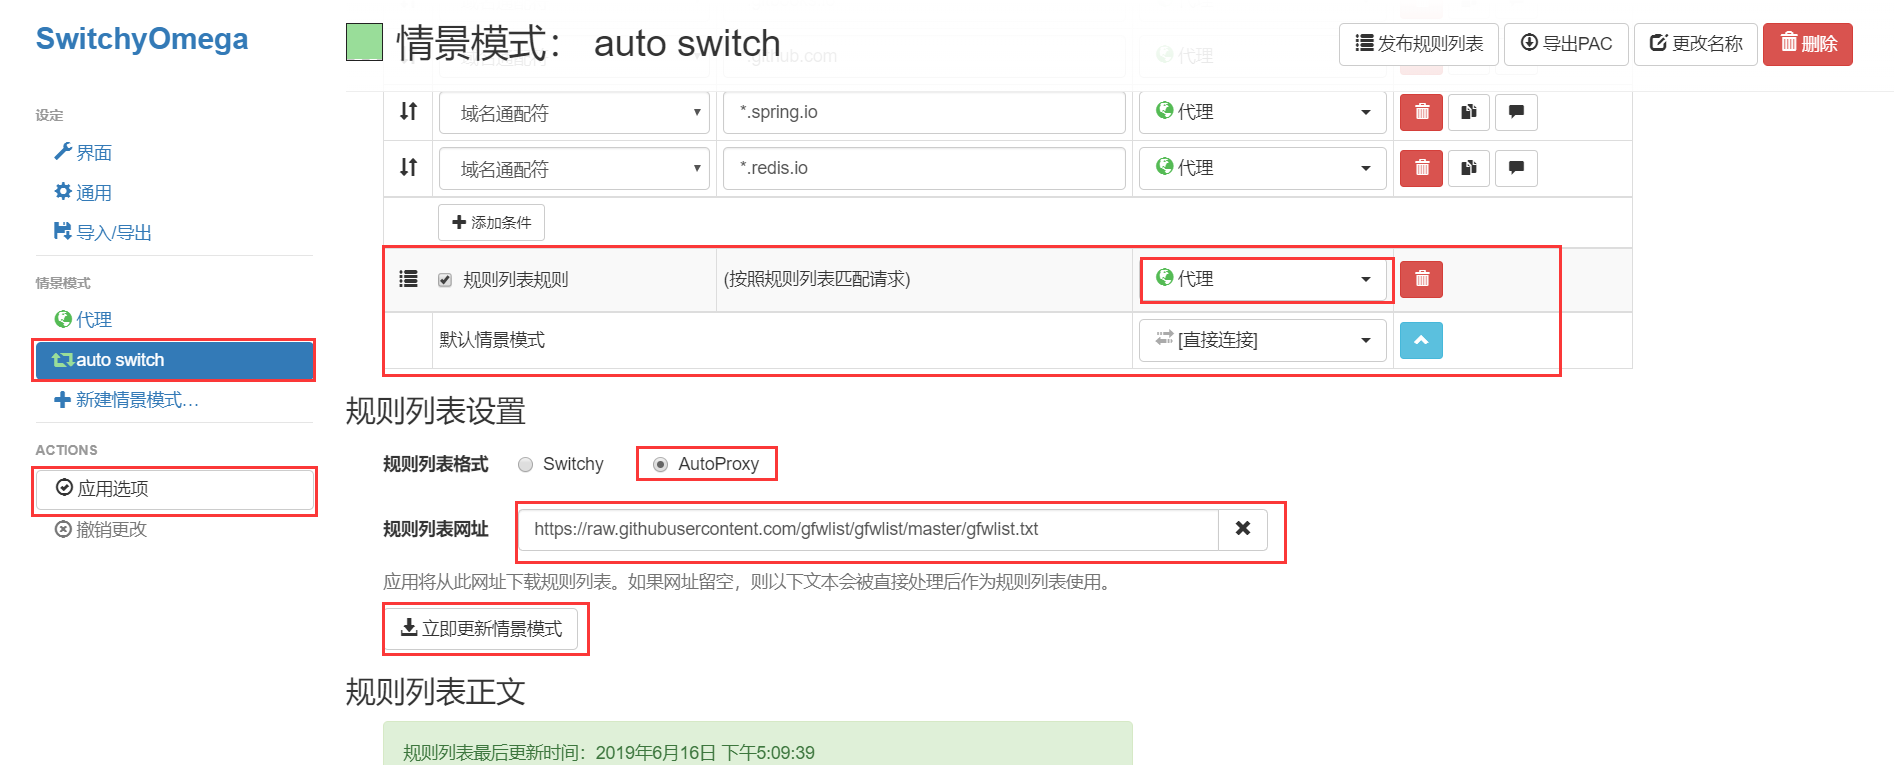 SwitchyOmega
情景模式： auto switch
发布规则列表
导出PAC
更改名称
删除
设定
界面
通用
导入/导出
情景模式
代理
auto switch
新建情景模式…
ACTIONS
应用选项
撤销更改
.github.com 代理
域名通配符 *.spring.io 代理
域名通配符 *.redis.io 代理
添加条件
规则列表规则 (按照规则列表匹配请求) 代理
默认情景模式 [直接连接]
规则列表设置
规则列表格式 Switchy AutoProxy
规则列表网址 https://raw.githubusercontent.com/gfwlist/gfwlist/master/gfwlist.txt
应用将从此网址下载规则列表。如果网址留空，则以下文本会被直接处理后作为规则列表使用。
立即更新情景模式
规则列表正文
规则列表最后更新时间：2019年6月16日 下午5:09:39